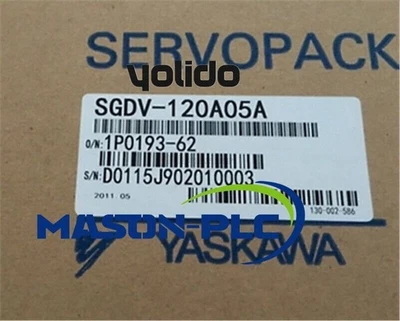 SERVOPACK
yolido
SGDV-120A05A
O/N: 1P0193-62
S/N: D0115J902010003
2011 05
130-002-586
MASON-PLC
YASKAWA